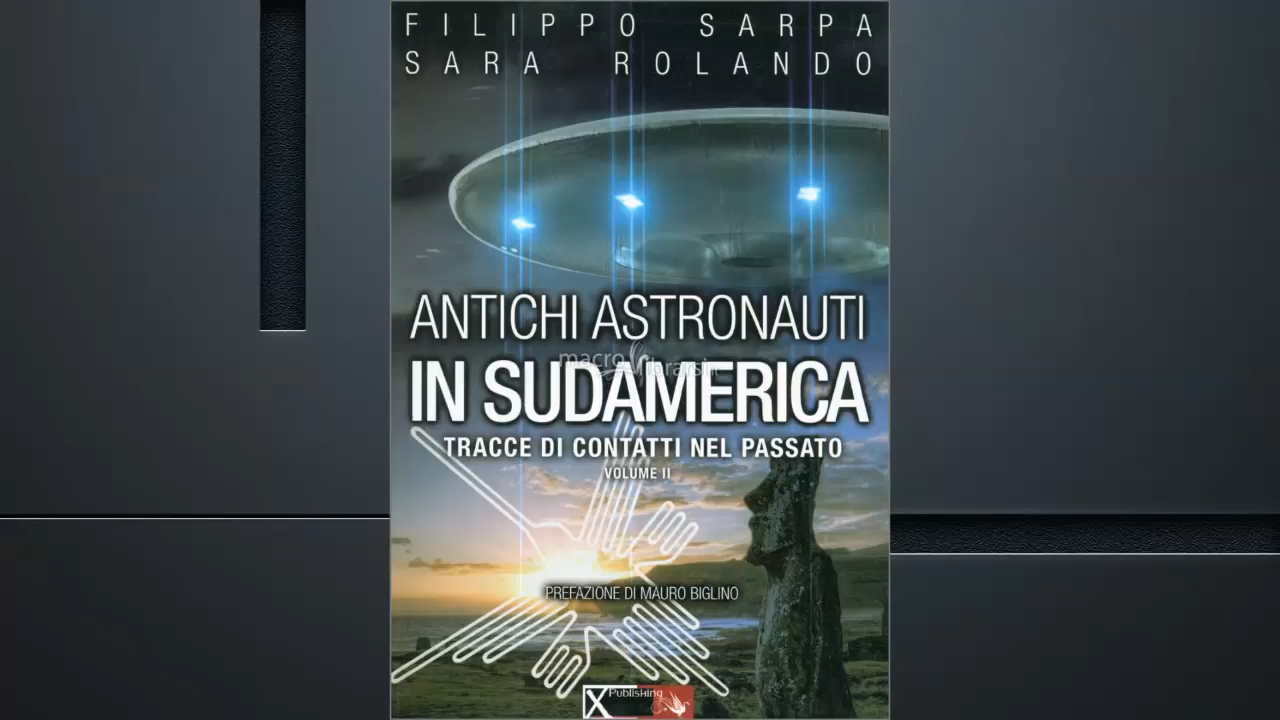 FILIPPO SARPA
SARA ROLANDO
ANTICHI ASTRONAUTI
macrolibrarsi
IN SUDAMERICA
TRACCE DI CONTATTI NEL PASSATO
VOLUME II
PREFAZIONE DI MAURO BIGLINO
X Publishing